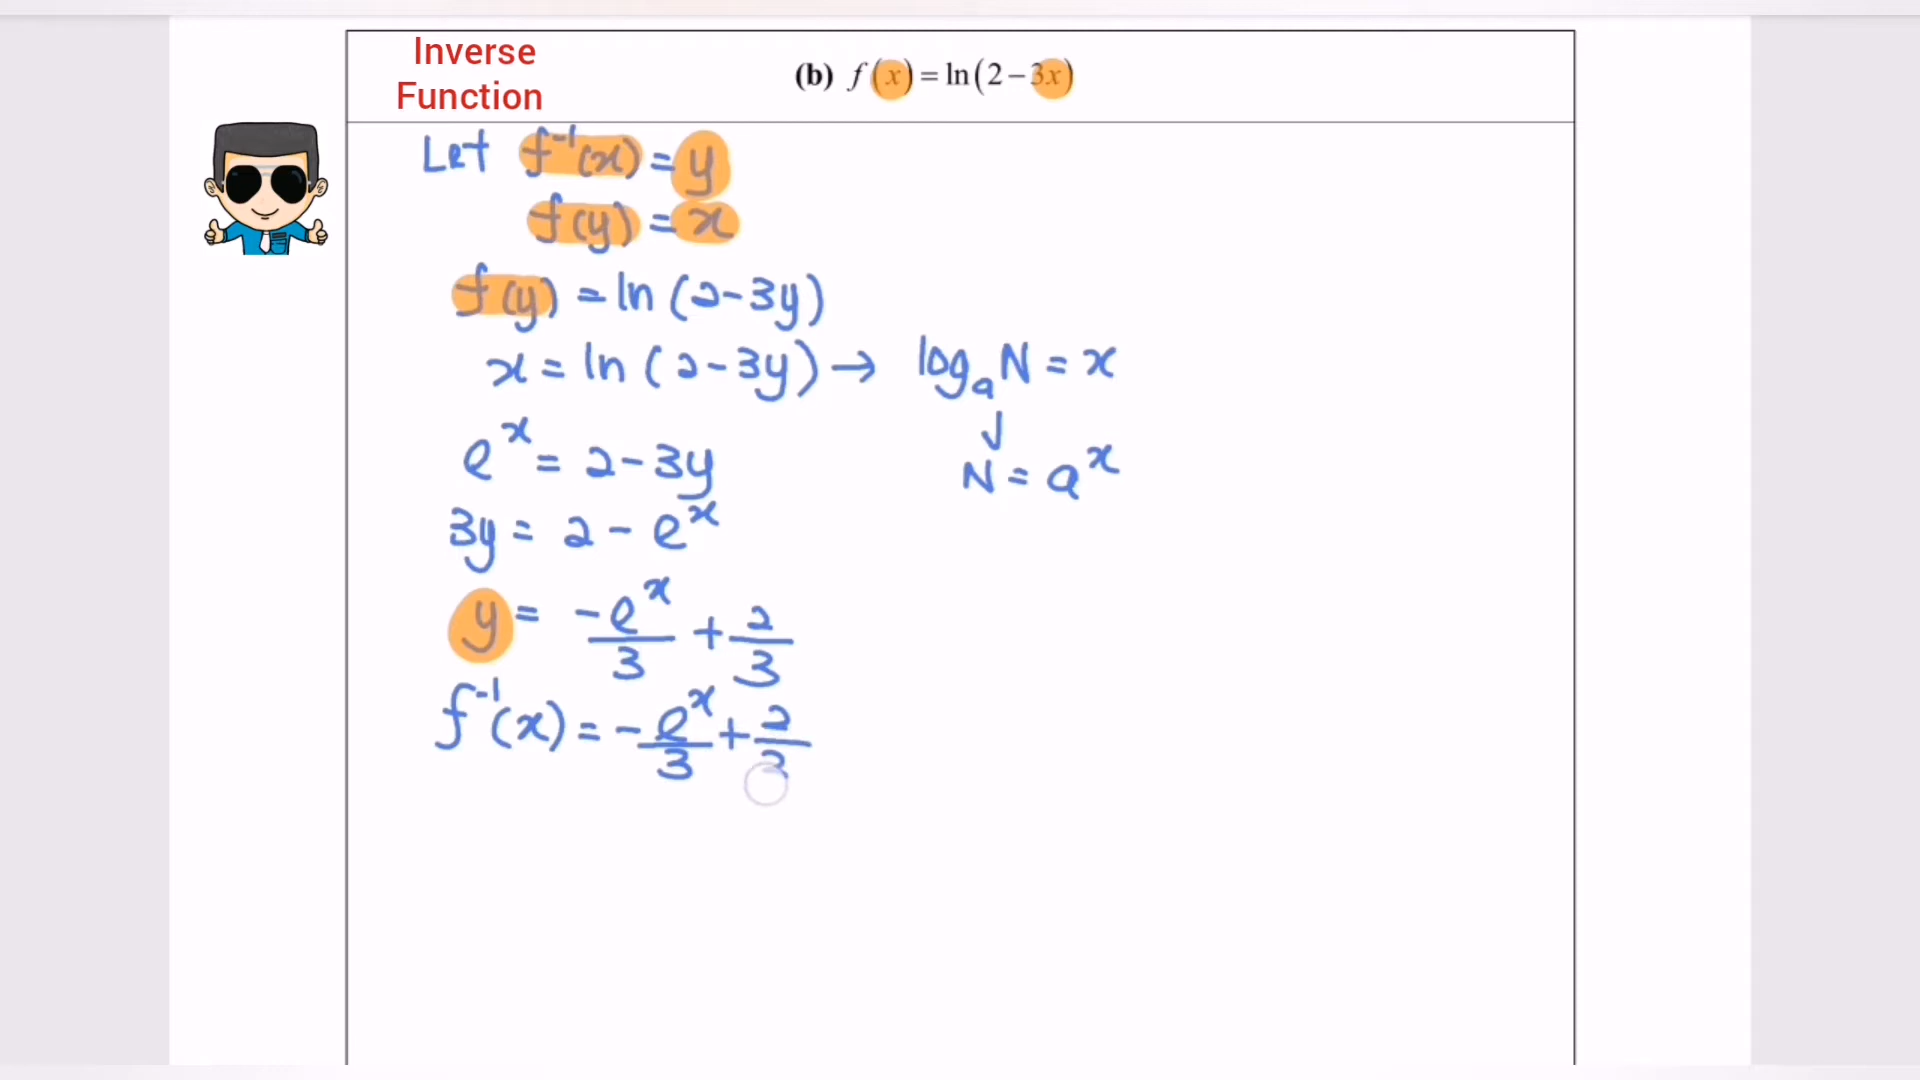 Inverse
Function
(b) f(x) = ln(2 − 3x)
Let f⁻¹(x) = y
f(y) = x
f(y) = ln (2-3y)
x = ln (2-3y) → logₐ N = x
↓
eˣ = 2-3y
N = aˣ
3y = 2 - eˣ
y = -eˣ/3 + 2/3
f⁻¹(x) = -eˣ/3 + 2/3